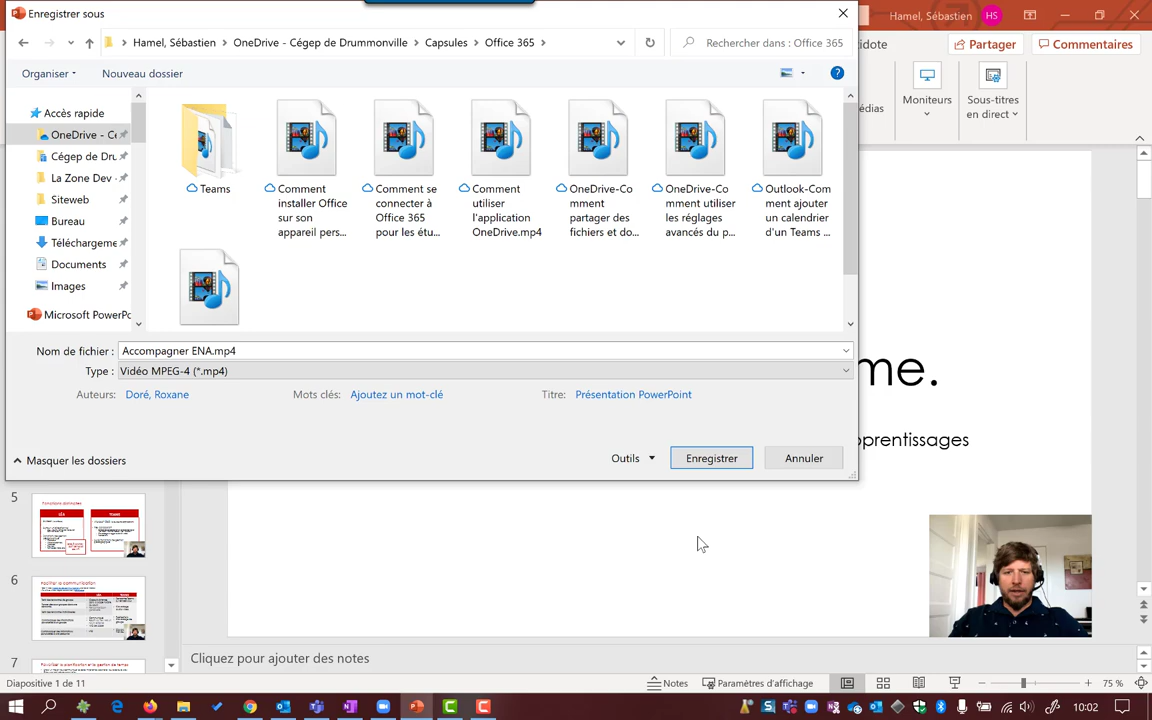 Enregistrer sous
Hamel, Sébastien
HS
Hamel, Sébastien > OneDrive - Cégep de Drummonville > Capsules > Office 365 >
Rechercher dans : Office 365
Partager
Commentaires
Organiser
Nouveau dossier
Moniteurs
Sous-titres
en direct
Accès rapide
OneDrive - Cé
Cégep de Dru
La Zone Dev -
Siteweb
Bureau
Téléchargeme
Documents
Images
Microsoft PowerPo
Teams
Comment
installer Office
sur son
appareil pers...
Comment se
connecter à
Office 365
pour les étu...
Comment
utiliser
l'application
OneDrive.mp4
OneDrive-Co
mment
partager des
fichiers et do...
OneDrive-Co
mment utiliser
les réglages
avancés du p...
Outlook-Com
ment ajouter
un calendrier
d'un Teams ...
Nom de fichier : Accompagner ENA.mp4
Type : Vidéo MPEG-4 (*.mp4)
Auteurs: Doré, Roxane
Mots clés: Ajoutez un mot-clé
Titre: Présentation PowerPoint
Masquer les dossiers
Outils
Enregistrer
Annuler
me.
pprentissages
5
6
7
Cliquez pour ajouter des notes
Diapositive 1 de 11
Notes
Paramètres d'affichage
75 %
10:02